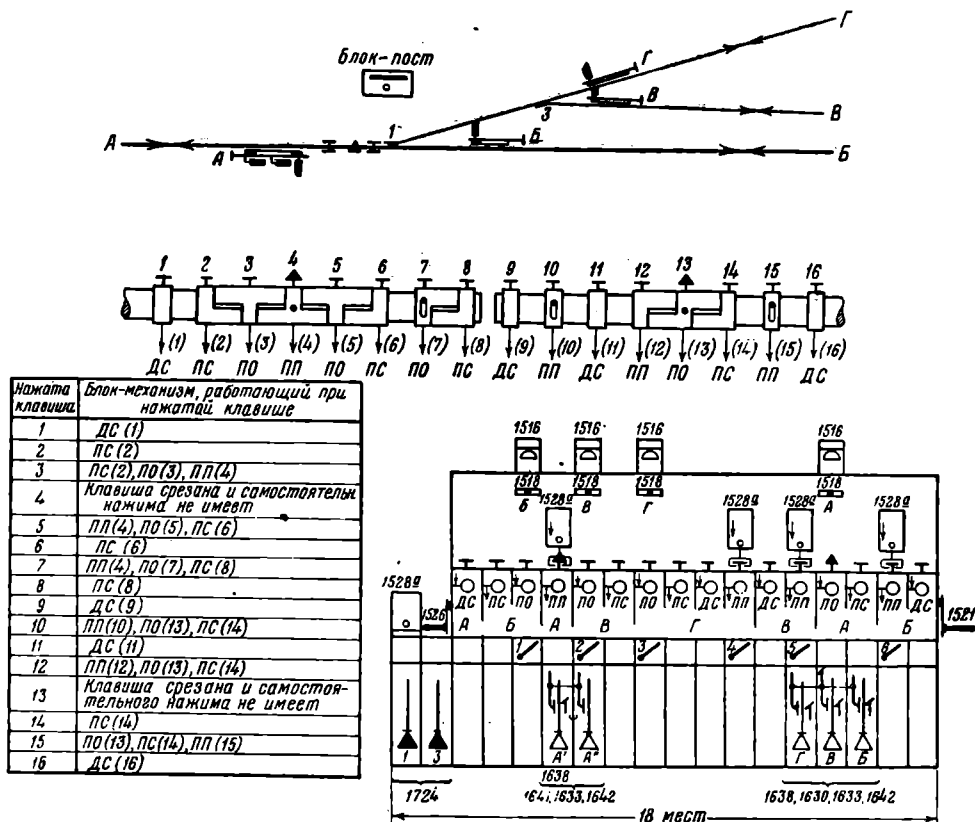 Г
блок-пост
Г
В
3
В
1
Б
А
А
Б
1 2 3 4 5 6 7 8 9 10 11 12 13 14 15 16
(1) (2) (3) (4) (5) (6) (7) (8) (9) (10) (11) (12) (13) (14) (15) (16)
ДС ПС ПО ПП ПО ПС ПО ПС ДС ПП ДС ПП ПО ПС ПП ДС
Нажата клавиша
Блок-механизм, работающий при нажатой клавише
1 ДС (1)
2 ПС (2)
3 ПС(2), ПО(3), ПП(4)
4 Клавиша срезана и самостоятельн. нажима не имеет
5 ПП(4), ПО(5), ПС(6)
6 ПС (6)
7 ПП(4), ПО(7), ПС(8)
8 ПС (8)
9 ДС(9)
10 ПП(10), ПО(13), ПС(14)
11 ДС(11)
12 ПП(12), ПО(13), ПС(14)
13 Клавиша срезана и самостоя-
тельного нажима не имеет
14 ПС (14)
15 ПО(13), ПС(14), ПП(15)
16 ДС(16)
1516 1516 1516 1516
1518 1518 1518 1518
Б В Г А
1528а 1528а 1528а 1528а
1528а
1526
1521
ДС ПС ПО ПП ПО ПС ПО ПС ДС ПП ДС ПП ПО ПС ПП ДС
А Б А В Г В А Б
1 2 3 4 5 6
1 3 А' А" Г В Б
1724
1638
1641, 1633, 1642
1638, 1630, 1633, 1642
18 мест